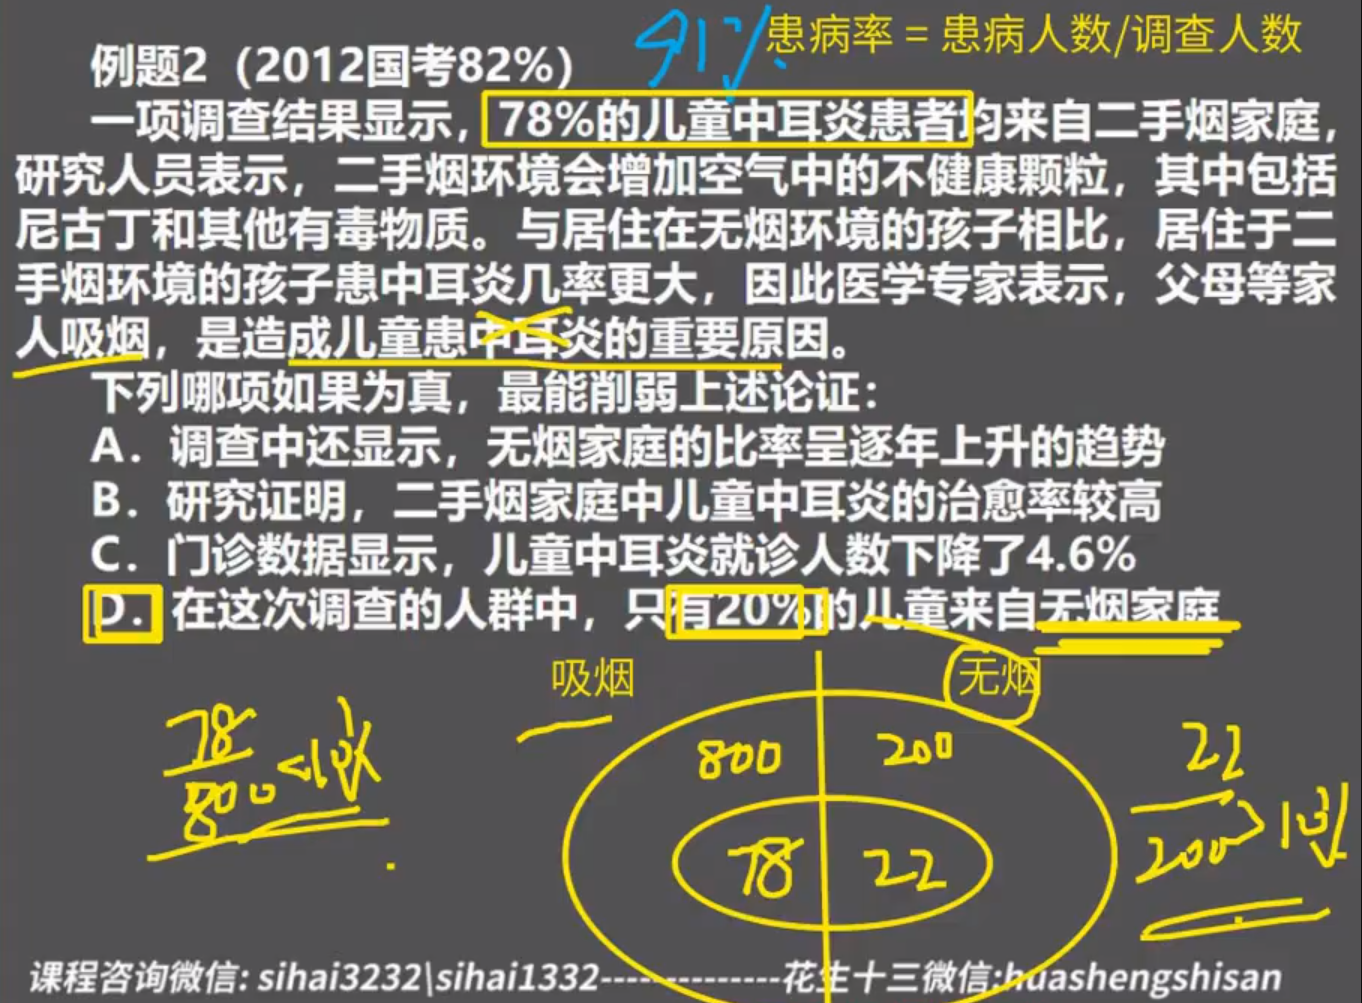 91%
患病率 = 患病人数/调查人数
例题2（2012国考82%）
一项调查结果显示，78%的儿童中耳炎患者均来自二手烟家庭，
研究人员表示，二手烟环境会增加空气中的不健康颗粒，其中包括
尼古丁和其他有毒物质。与居住在无烟环境的孩子相比，居住于二
手烟环境的孩子患中耳炎几率更大，因此医学专家表示，父母等家
人吸烟，是造成儿童患中耳炎的重要原因。
下列哪项如果为真，最能削弱上述论证：
A．调查中还显示，无烟家庭的比率呈逐年上升的趋势
B．研究证明，二手烟家庭中儿童中耳炎的治愈率较高
C．门诊数据显示，儿童中耳炎就诊人数下降了4.6%
D．在这次调查的人群中，只有20%的儿童来自无烟家庭
吸烟
无烟
78
800
<10%
800
200
78
22
22
200
>10%
课程咨询微信: sihai3232\sihai1332--------------花生十三微信:huashengshisan